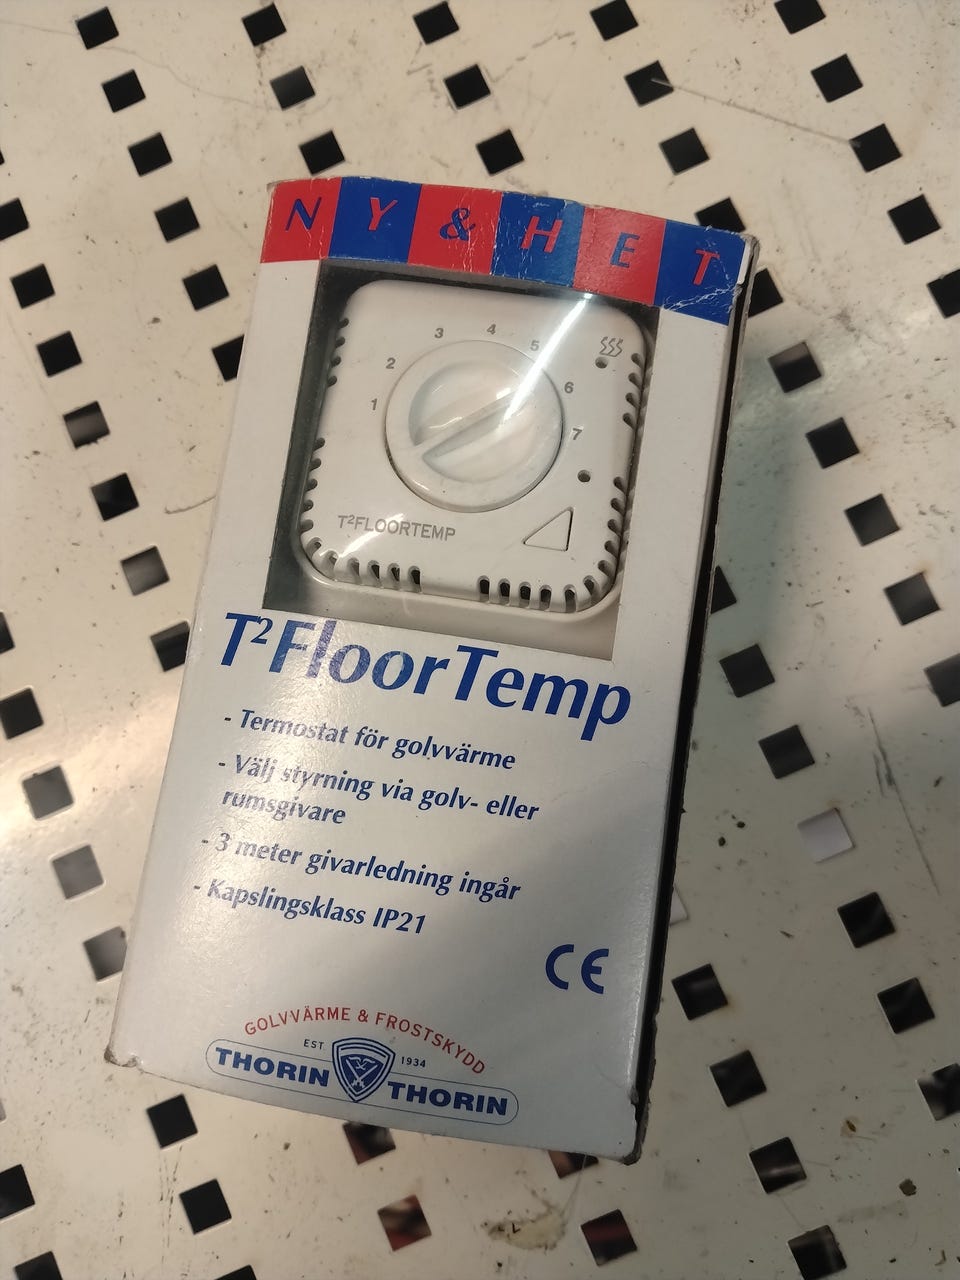 NY & HET
3 4 5
2 6
1 7
T²FLOORTEMP
T²FloorTemp
- Termostat för golvvärme
- Välj styrning via golv- eller
rumsgivare
- 3 meter givarledning ingår
- Kapslingsklass IP21
CE
GOLVVÄRME & FROSTSKYDD
EST. 1934
THORIN THORIN